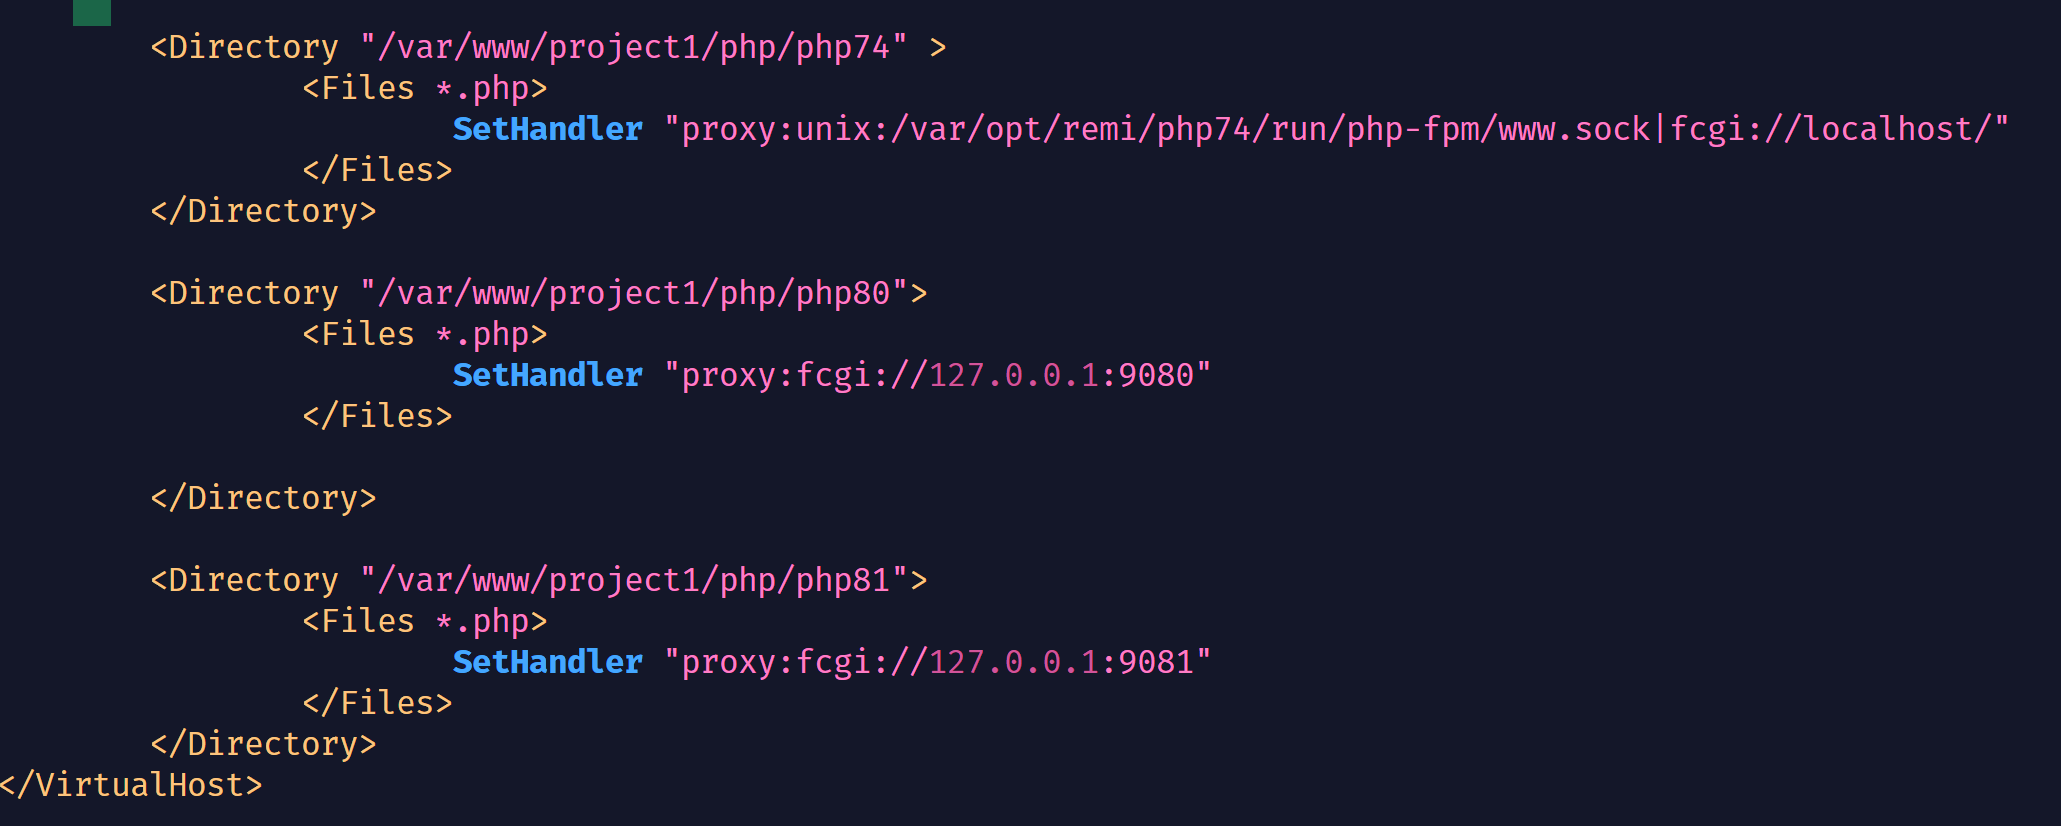 <Directory "/var/www/project1/php/php74" >
<Files *.php>
SetHandler "proxy:unix:/var/opt/remi/php74/run/php-fpm/www.sock|fcgi://localhost/"
</Files>
</Directory>
<Directory "/var/www/project1/php/php80">
<Files *.php>
SetHandler "proxy:fcgi://127.0.0.1:9080"
</Files>
</Directory>
<Directory "/var/www/project1/php/php81">
<Files *.php>
SetHandler "proxy:fcgi://127.0.0.1:9081"
</Files>
</Directory>
</VirtualHost>